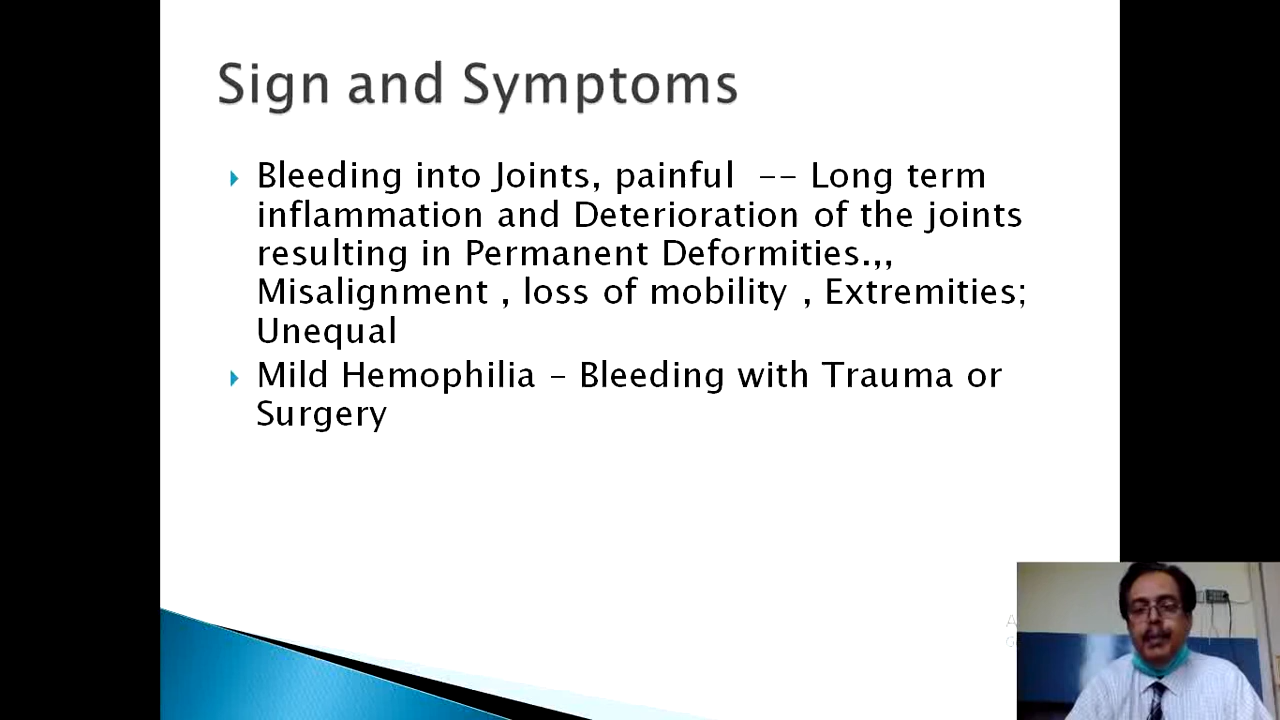 Sign and Symptoms
Bleeding into Joints, painful -- Long term
inflammation and Deterioration of the joints
resulting in Permanent Deformities.,,
Misalignment , loss of mobility , Extremities;
Unequal
Mild Hemophilia – Bleeding with Trauma or
Surgery